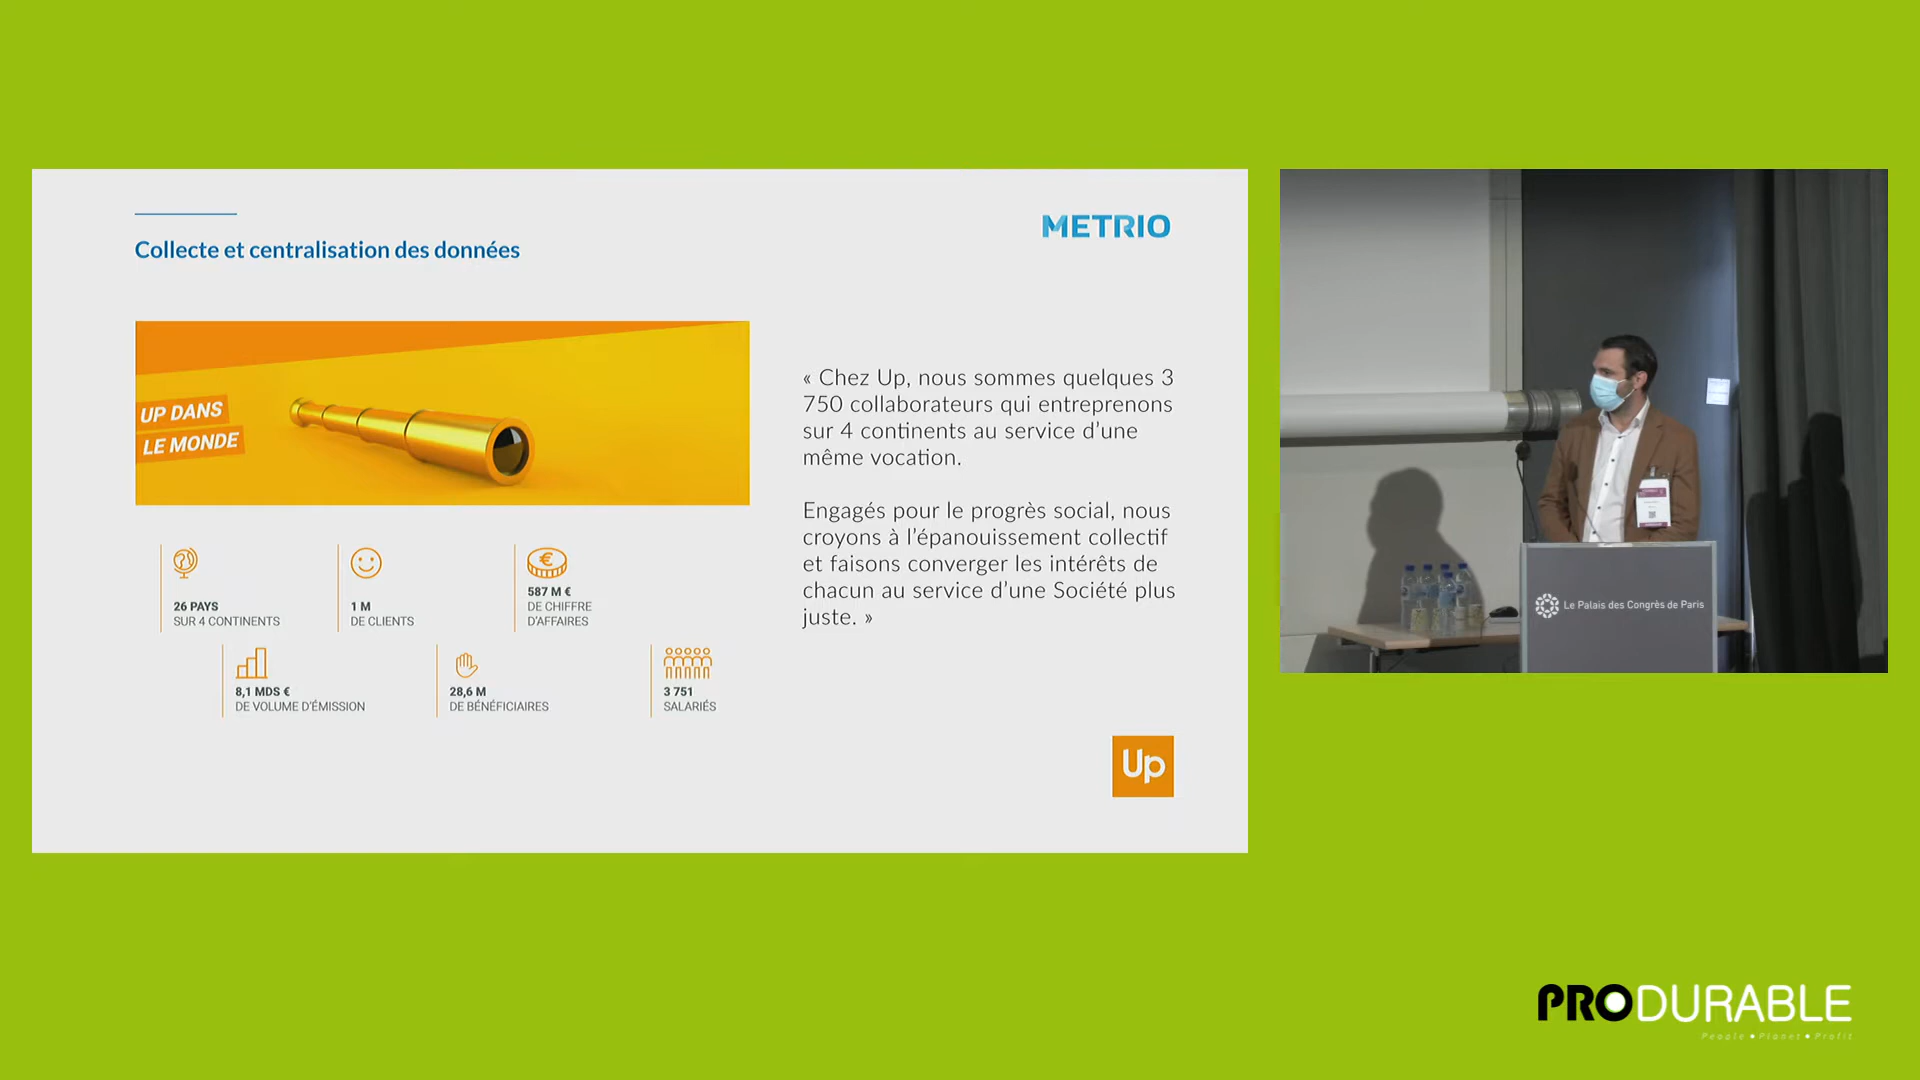 Collecte et centralisation des données
METRIO
UP DANS
LE MONDE
26 PAYS
SUR 4 CONTINENTS
1 M
DE CLIENTS
587 M €
DE CHIFFRE
D'AFFAIRES
8,1 MDS €
DE VOLUME D'ÉMISSION
28,6 M
DE BÉNÉFICIAIRES
3 751
SALARIÉS
« Chez Up, nous sommes quelques 3
750 collaborateurs qui entreprenons
sur 4 continents au service d'une
même vocation.
Engagés pour le progrès social, nous
croyons à l'épanouissement collectif
et faisons converger les intérêts de
chacun au service d'une Société plus
juste. »
Up
Le Palais des Congrès de Paris
PRODURABLE
People • Planet • Profit